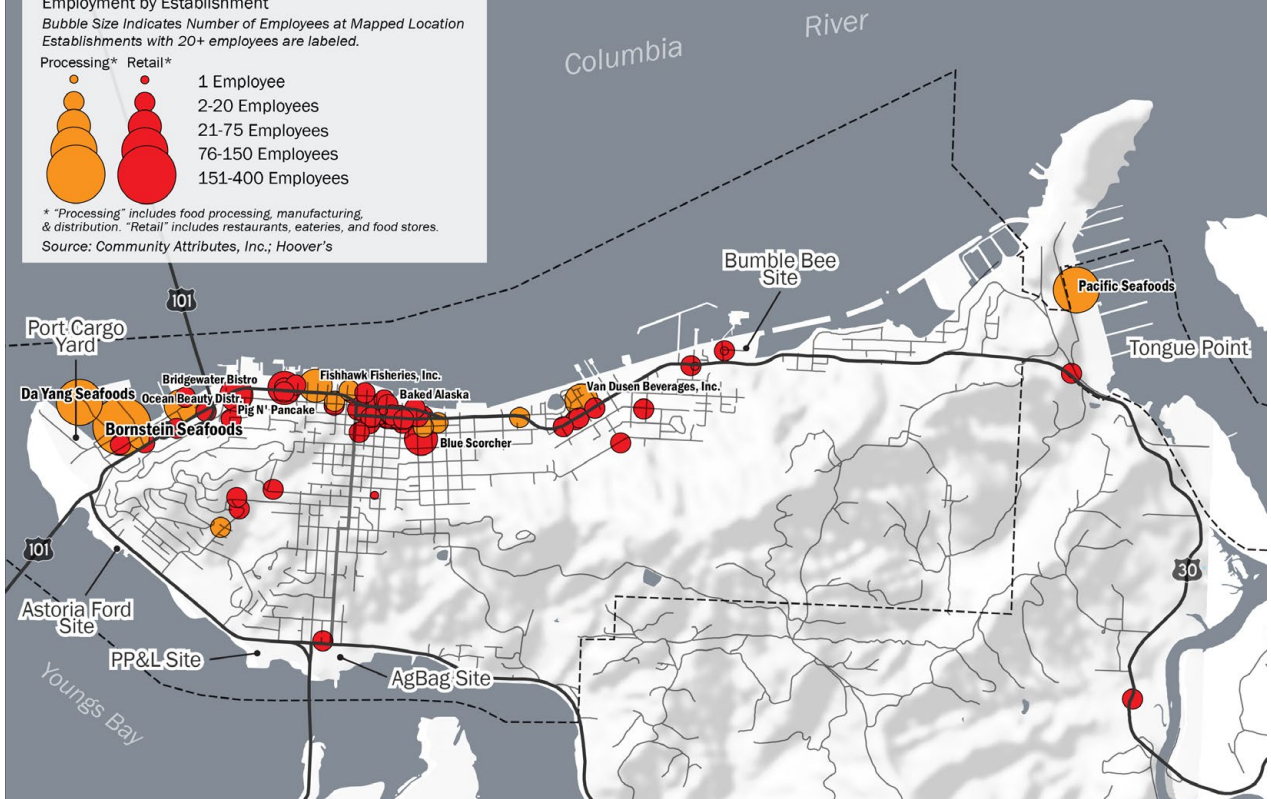 Employment by Establishment
Bubble Size Indicates Number of Employees at Mapped Location
Establishments with 20+ employees are labeled.
Processing* Retail*
1 Employee
2-20 Employees
21-75 Employees
76-150 Employees
151-400 Employees
* “Processing” includes food processing, manufacturing,
& distribution. “Retail” includes restaurants, eateries, and food stores.
Source: Community Attributes, Inc.; Hoover’s
Columbia
River
Bumble Bee
Site
Pacific Seafoods
Tongue Point
101
Port Cargo
Yard
Da Yang Seafoods
Bridgewater Bistro
Fishhawk Fisheries, Inc.
Ocean Beauty Distr.
Baked Alaska
Van Dusen Beverages, Inc.
Pig N' Pancake
Bornstein Seafoods
Blue Scorcher
101
30
Astoria Ford
Site
PP&L Site
AgBag Site
Youngs Bay